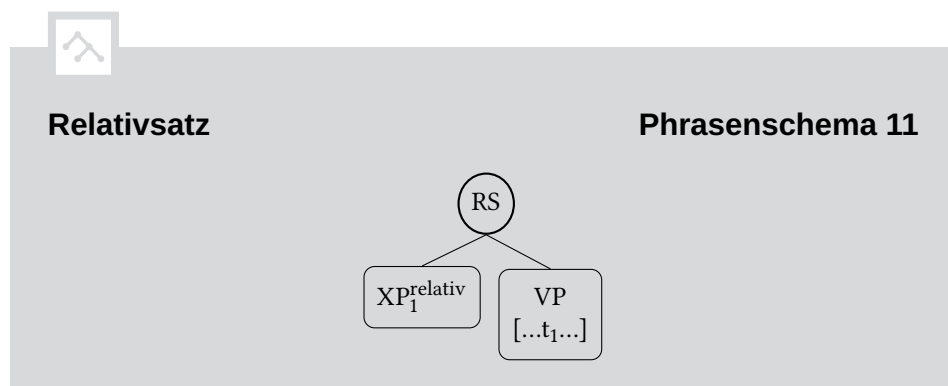 Relativsatz Phrasenschema 11
RS
XP₁ʳᵉˡᵃᵗⁱᵛ VP
[...t₁...]